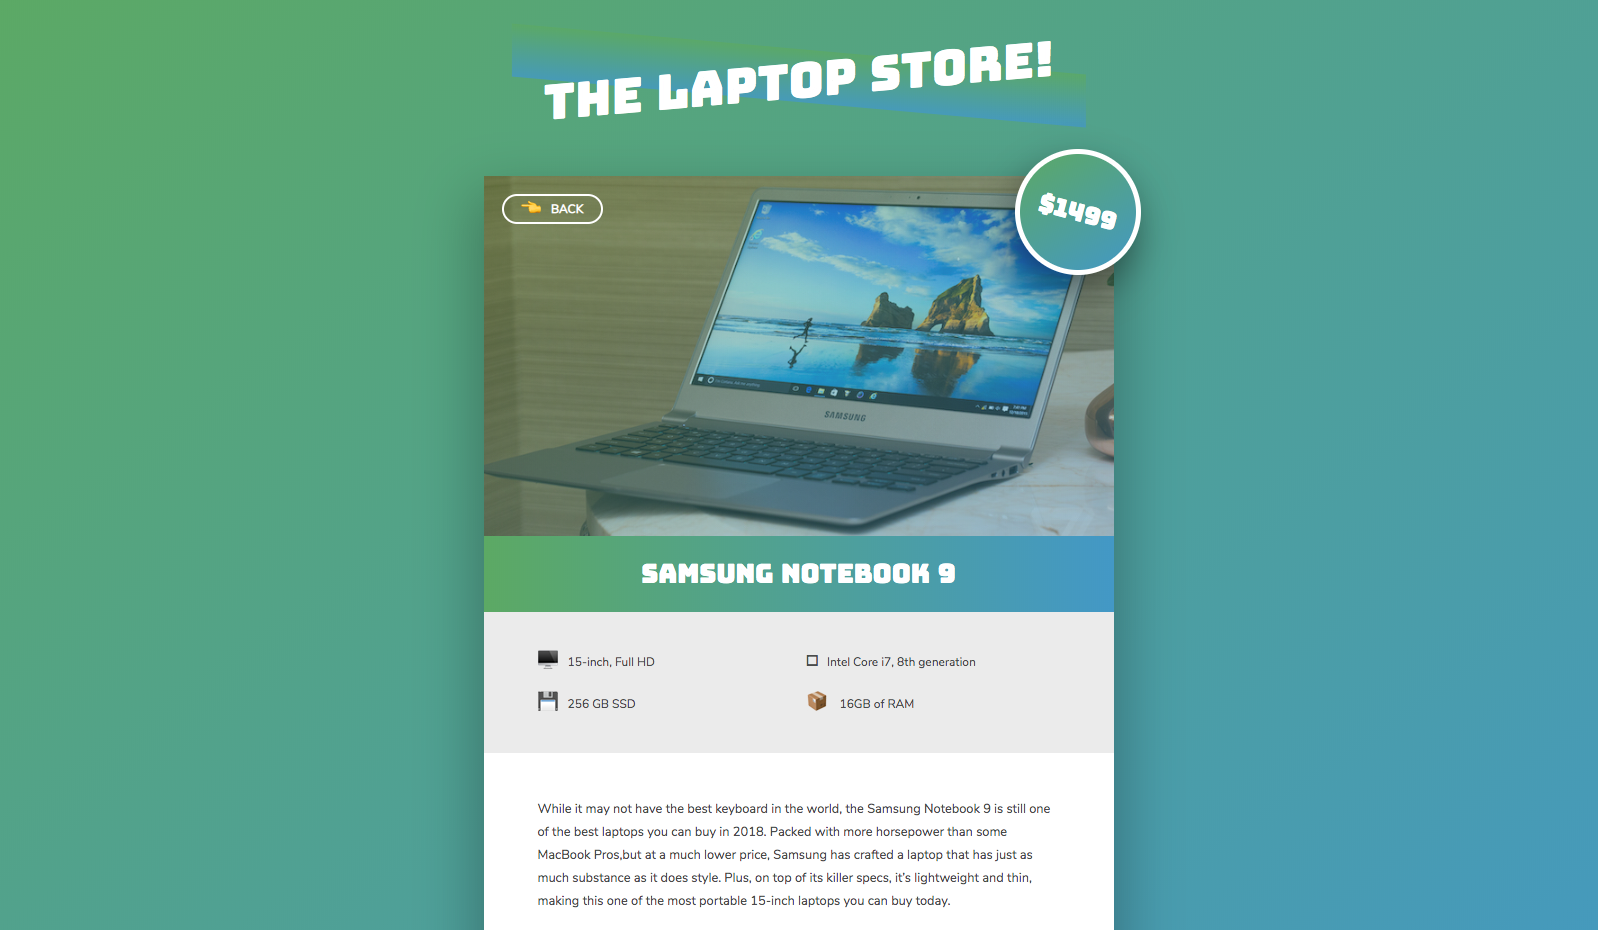 THE LAPTOP STORE!
BACK
$1499
SAMSUNG
SAMSUNG NOTEBOOK 9
15-inch, Full HD
Intel Core i7, 8th generation
256 GB SSD
16GB of RAM
While it may not have the best keyboard in the world, the Samsung Notebook 9 is still one
of the best laptops you can buy in 2018. Packed with more horsepower than some
MacBook Pros,but at a much lower price, Samsung has crafted a laptop that has just as
much substance as it does style. Plus, on top of its killer specs, it's lightweight and thin,
making this one of the most portable 15-inch laptops you can buy today.